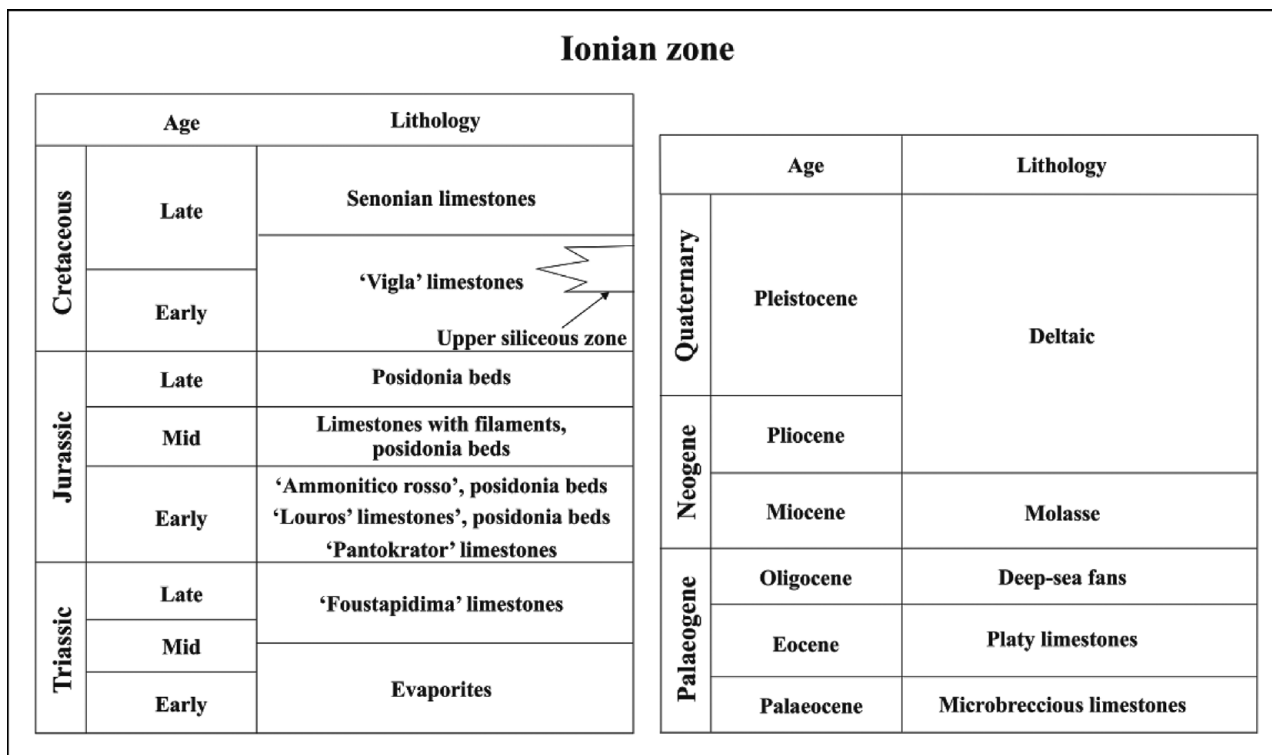 Ionian zone
Age
Lithology
Cretaceous
Late
Senonian limestones
‘Vigla’ limestones
Early
Upper siliceous zone
Jurassic
Late
Posidonia beds
Mid
Limestones with filaments,
posidonia beds
Early
‘Ammonitico rosso’, posidonia beds
‘Louros’ limestones’, posidonia beds
‘Pantokrator’ limestones
Triassic
Late
‘Foustapidima’ limestones
Mid
Early
Evaporites
Age
Lithology
Quaternary
Pleistocene
Deltaic
Neogene
Pliocene
Miocene
Molasse
Palaeogene
Oligocene
Deep-sea fans
Eocene
Platy limestones
Palaeocene
Microbreccious limestones